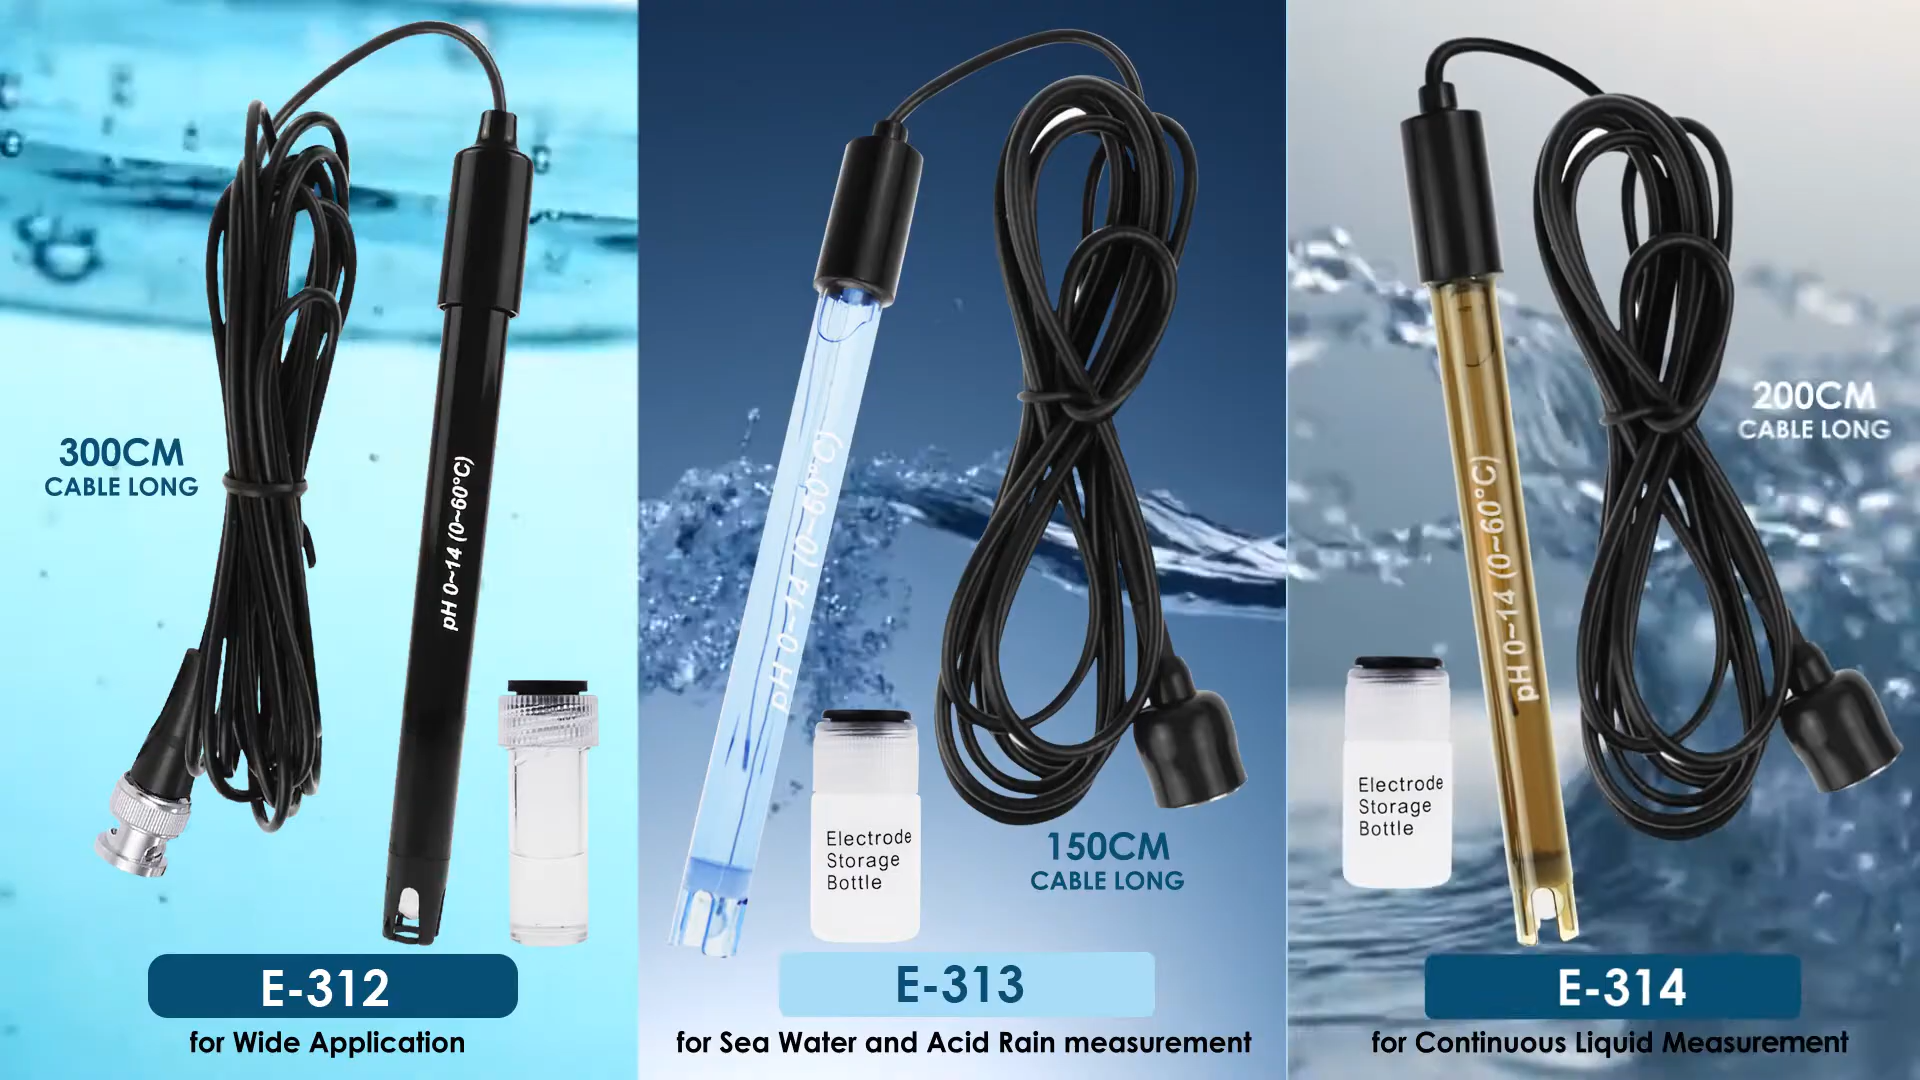 300CM
CABLE LONG
pH 0~14 (0~60°C)
E-312
for Wide Application
pH 0~14 (0~60°C)
Electrode
Storage
Bottle
150CM
CABLE LONG
E-313
for Sea Water and Acid Rain measurement
200CM
CABLE LONG
pH 0~14 (0~60°C)
Electrode
Storage
Bottle
E-314
for Continuous Liquid Measurement